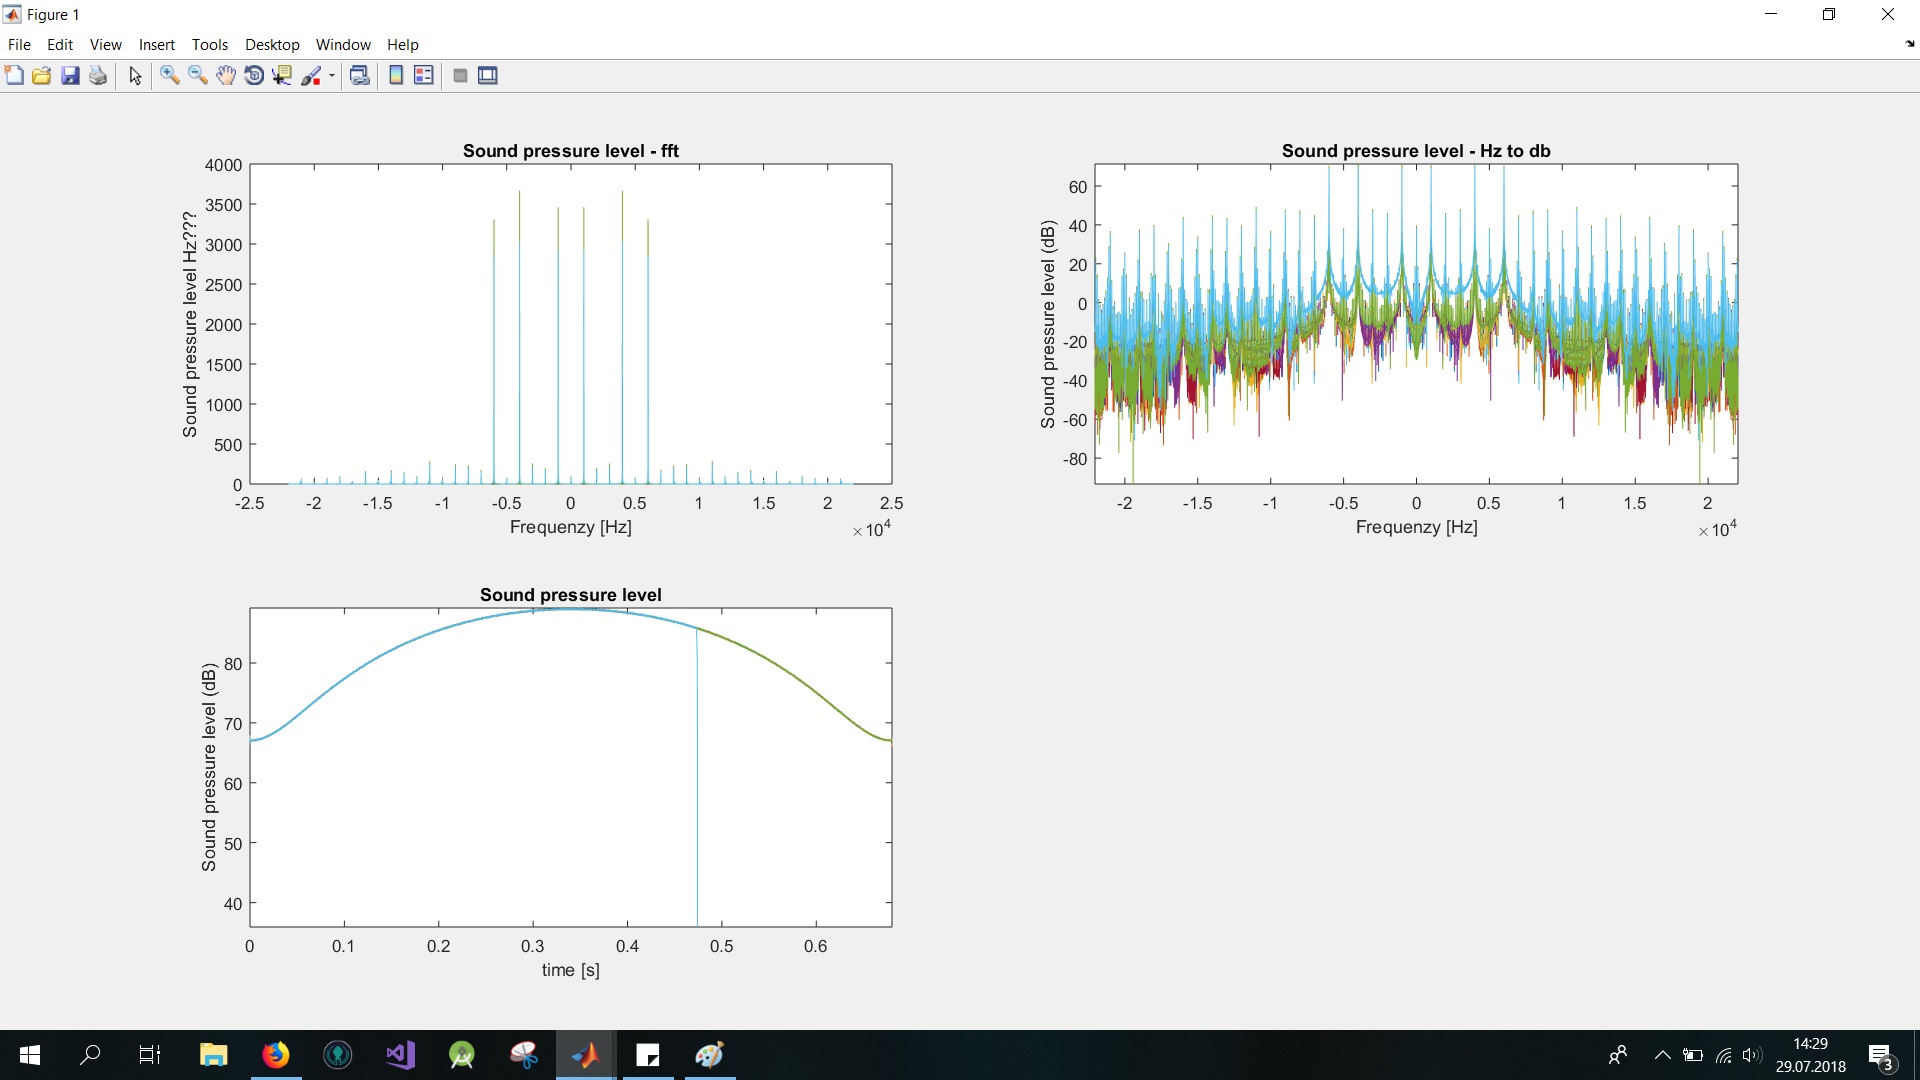 Figure 1
File Edit View Insert Tools Desktop Window Help
Sound pressure level - fft
Sound pressure level Hz???
4000
3500
3000
2500
2000
1500
1000
500
0
-2.5 -2 -1.5 -1 -0.5 0 0.5 1 1.5 2 2.5
Frequenzy [Hz]
×10^4
Sound pressure level - Hz to db
Sound pressure level (dB)
60
40
20
0
-20
-40
-60
-80
-2 -1.5 -1 -0.5 0 0.5 1 1.5 2
Frequenzy [Hz]
×10^4
Sound pressure level
Sound pressure level (dB)
80
70
60
50
40
0 0.1 0.2 0.3 0.4 0.5 0.6
time [s]
14:29
29.07.2018
3